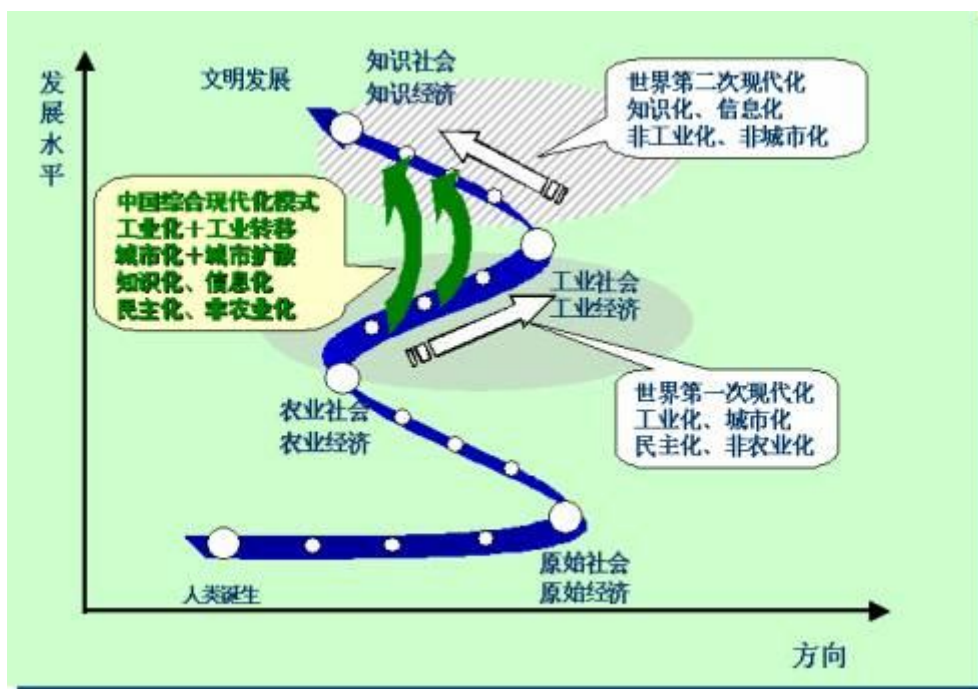 发展水平
文明发展
知识社会
知识经济
世界第二次现代化
知识化、信息化
非工业化、非城市化
中国综合现代化模式
工业化＋工业转移
城市化＋城市扩散
知识化、信息化
民主化、非农业化
工业社会
工业经济
世界第一次现代化
工业化、城市化
民主化、非农业化
农业社会
农业经济
原始社会
原始经济
人类诞生
方向